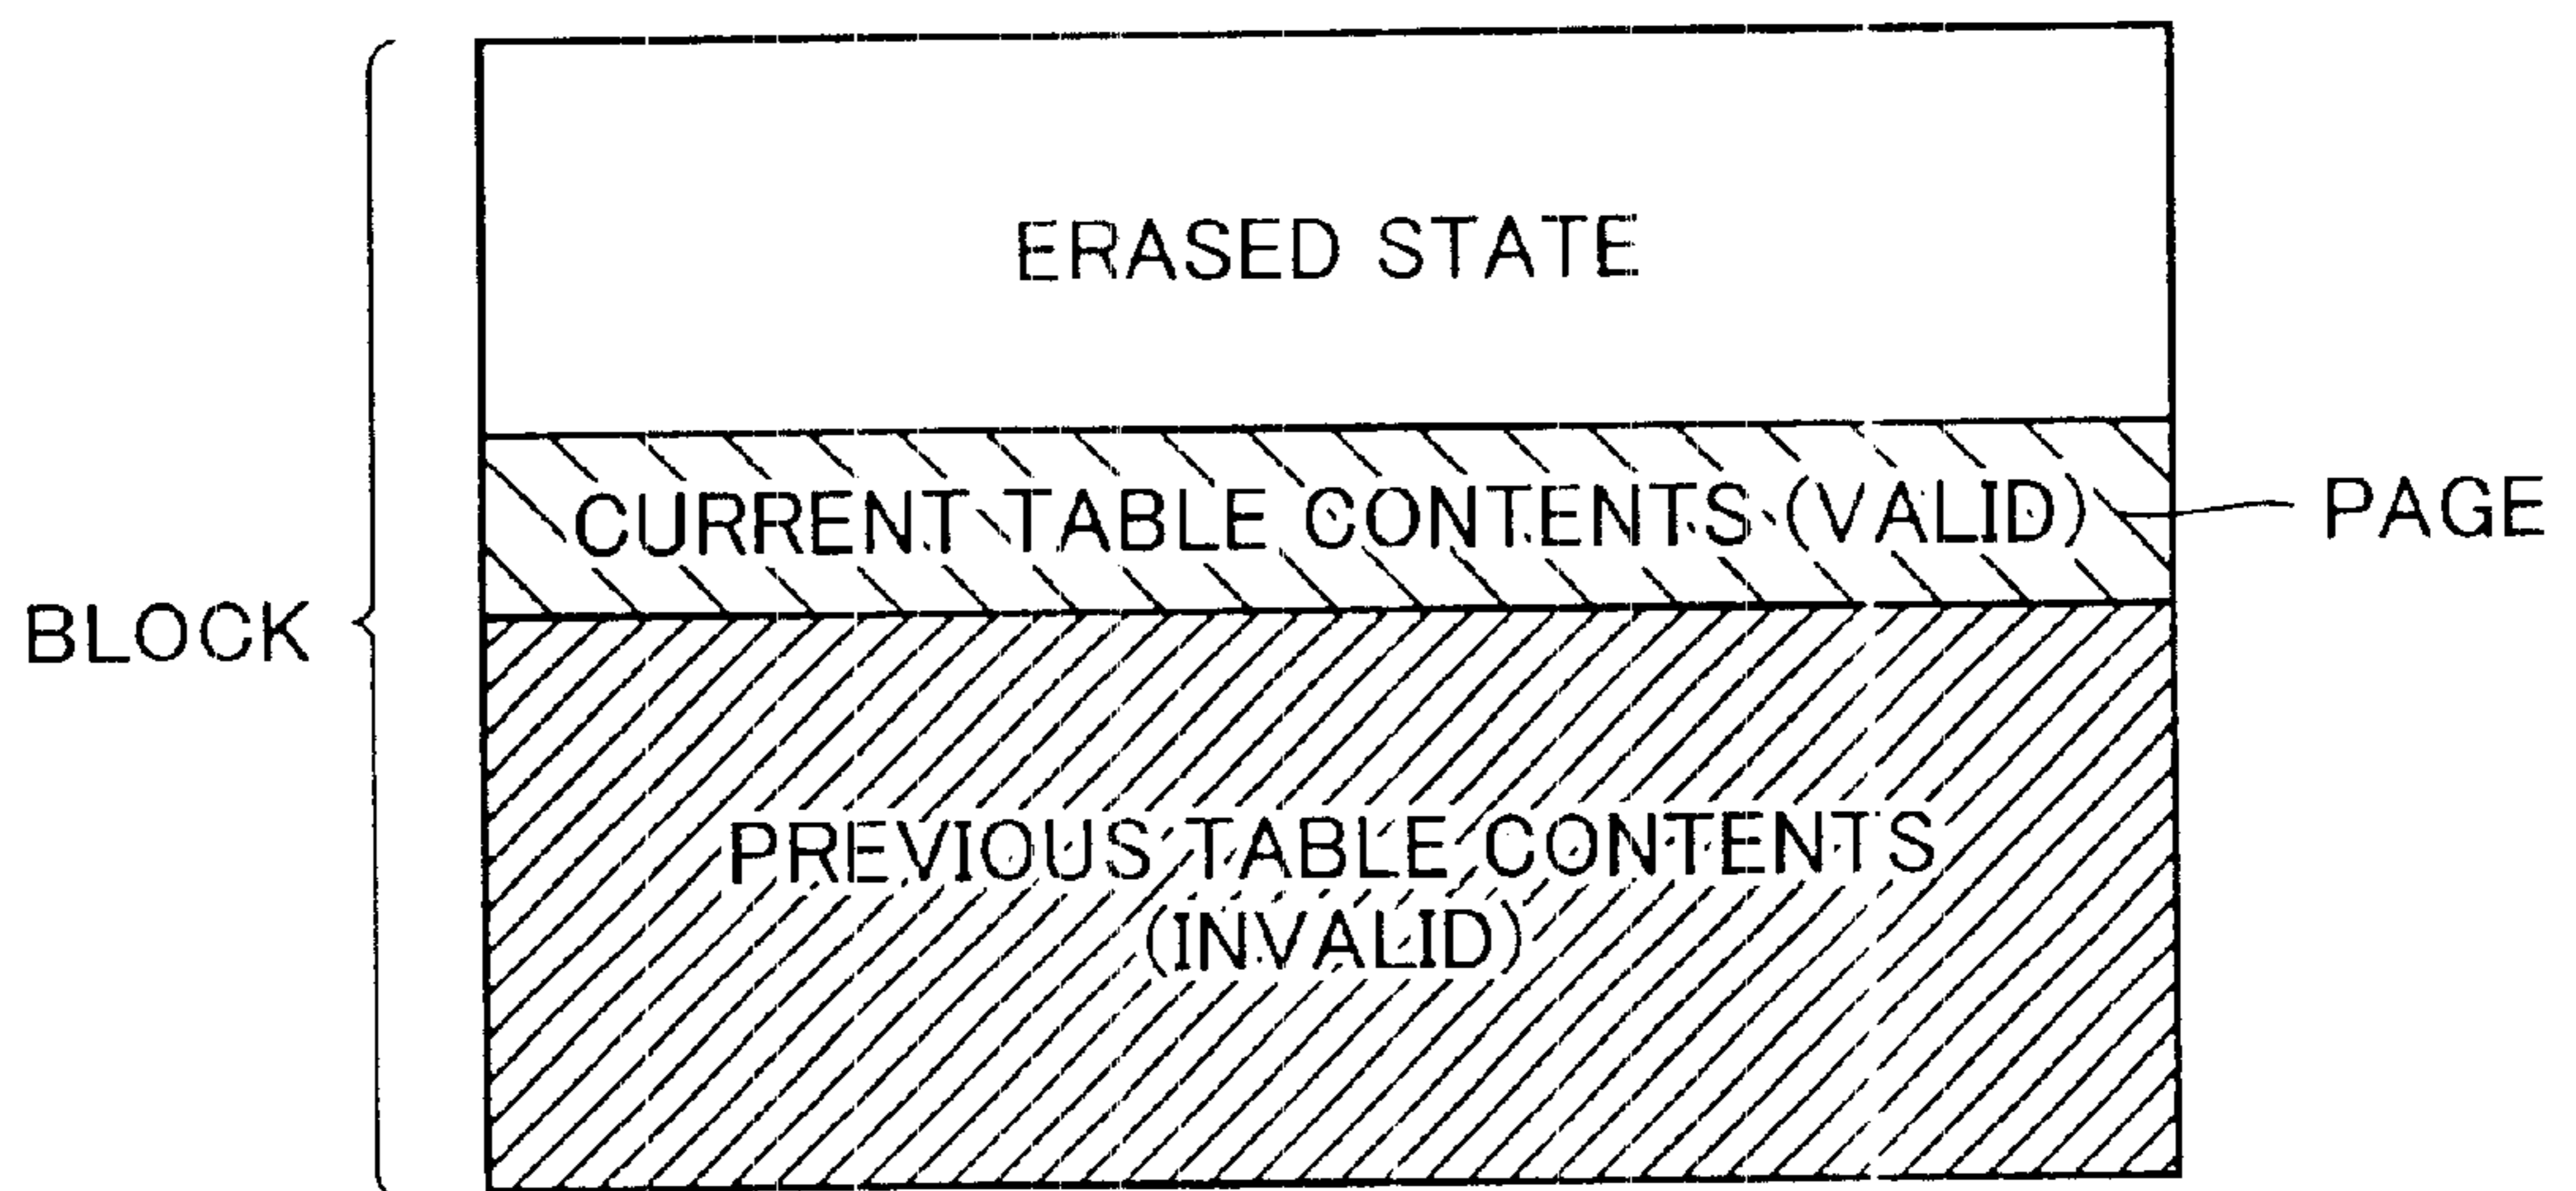 ERASED STATE
CURRENT TABLE CONTENTS (VALID)
PAGE
BLOCK
PREVIOUS TABLE CONTENTS
(INVALID)